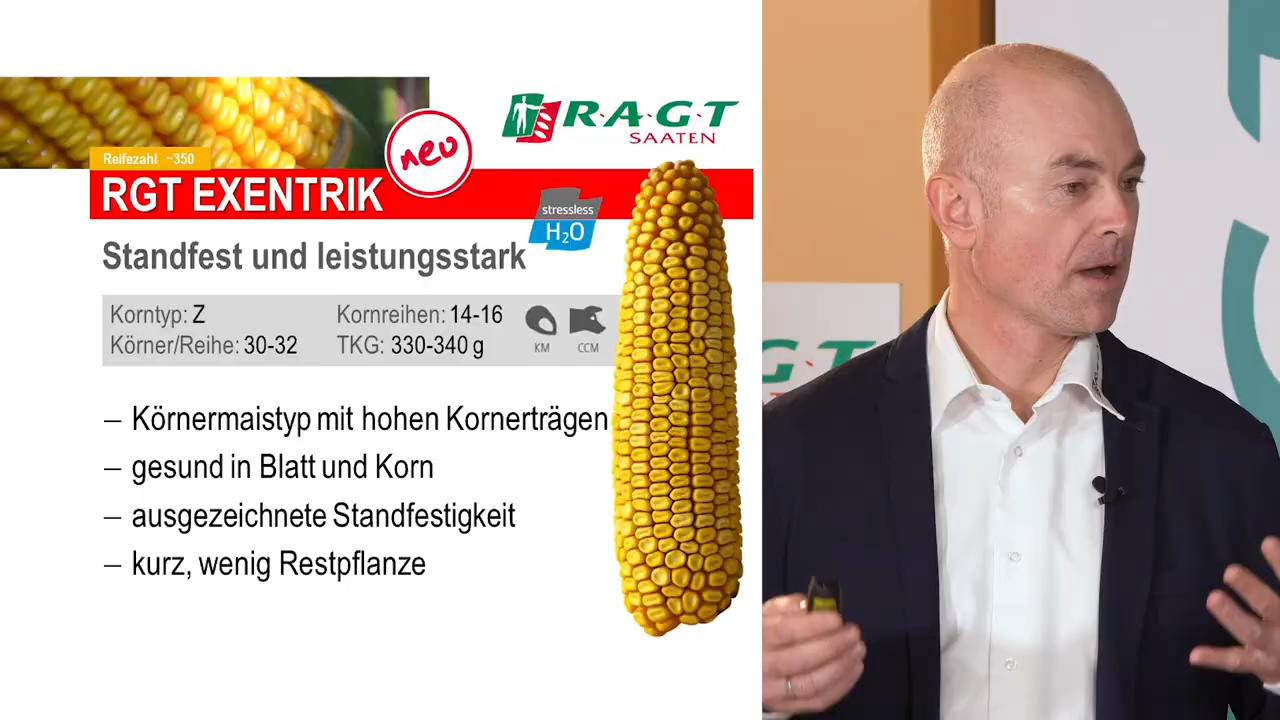 R·A·G·T
SAATEN
neu
Reifezahl ~350
RGT EXENTRIK
stressless
H₂O
Standfest und leistungsstark
Korntyp: Z Kornreihen: 14-16
Körner/Reihe: 30-32 TKG: 330-340 g
KM CCM
– Körnermaistyp mit hohen Kornerträgen
– gesund in Blatt und Korn
– ausgezeichnete Standfestigkeit
– kurz, wenig Restpflanze
G·T